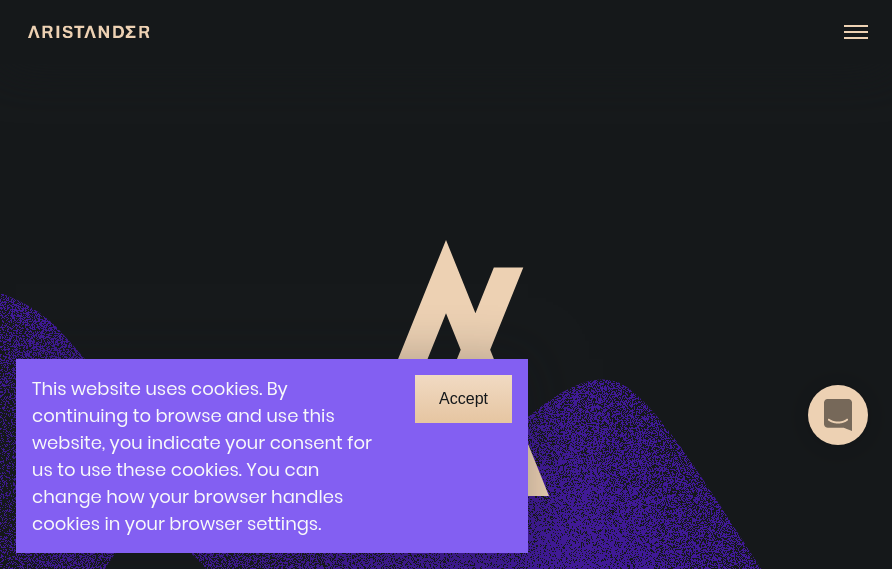 ΛRISTΛNDΣR
This website uses cookies. By
continuing to browse and use this
website, you indicate your consent for
us to use these cookies. You can
change how your browser handles
cookies in your browser settings.
Accept